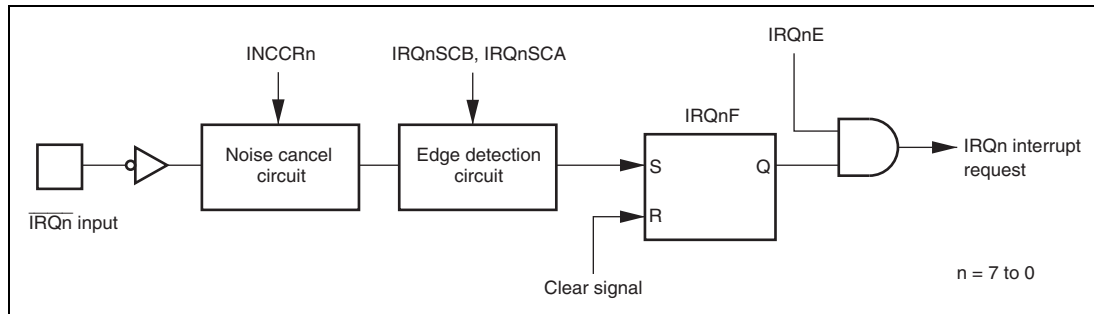 INCCRn
IRQnSCB, IRQnSCA
IRQnE
IRQnF
Noise cancel
circuit
Edge detection
circuit
S
Q
R
IRQn interrupt
request
IRQn input
Clear signal
n = 7 to 0